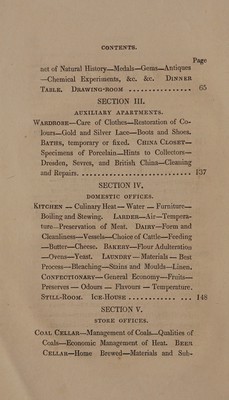 CONTENTS.
Page
net of Natural History—Medals—Gems—Antiques
—Chemical Experiments, &c. &c. DINNER
TABLE. DRAWING-ROOM . . . . . . . . . . . . . . . . 65
SECTION III.
AUXILIARY APARTMENTS.
WARDROBE—Care of Clothes—Restoration of Co-
lours—Gold and Silver Lace—Boots and Shoes.
BATHS, temporary or fixed. CHINA CLOSET—
Specimens of Porcelain—Hints to Collectors—
Dresden, Sevres, and British China—Cleaning
and Repairs. . . . . . . . . . . . . . . . . . . . . . 137
SECTION IV.
DOMESTIC OFFICES.
KITCHEN — Culinary Heat — Water — Furniture—
Boiling and Stewing. LARDER—Air—Tempera-
ture—Preservation of Meat. DAIRY—Form and
Cleanliness—Vessels—Choice of Cattle—Feeding
—Butter—Cheese. BAKERY—Flour Adulterating
—Ovens—Yeast. LAUNDRY — Materials — Best
Process—Bleaching—Stains and Moulds—Linen.
CONFECTIONARY— General Economy—Fruits—
Preserves — Odours — Flavours — Temperature.
STILL-ROOM. ICE-HOUSE . . . . . . . . . . . . . . 148
SECTION V.
STORE OFFICES.
COAL CELLAR—Management of Coals—Qualities of
Coals—Economic Management of Heat. BEER
CELLAR—Home Brewed—Materials and Sub-